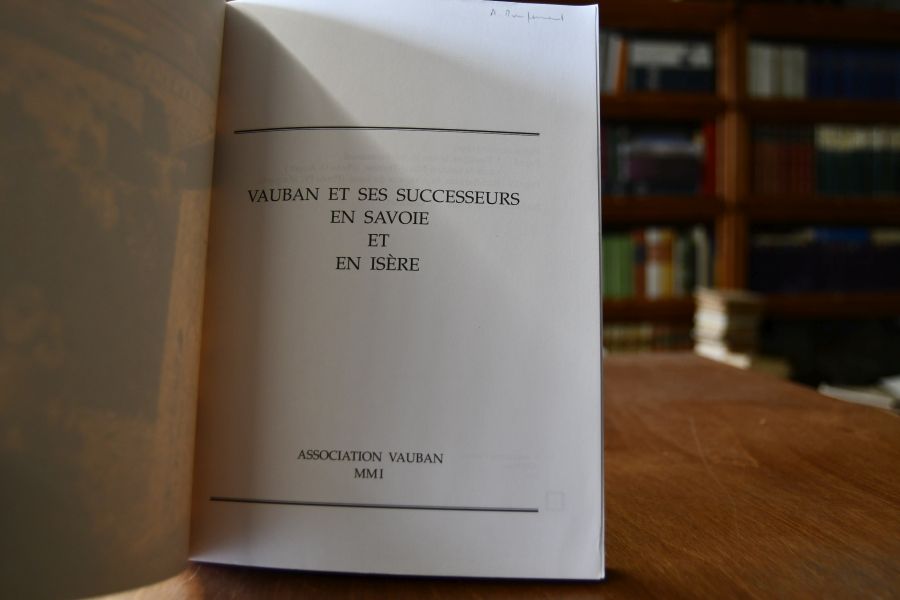 VAUBAN ET SES SUCCESSEURS
EN SAVOIE
ET
EN ISÈRE
ASSOCIATION VAUBAN
MMI